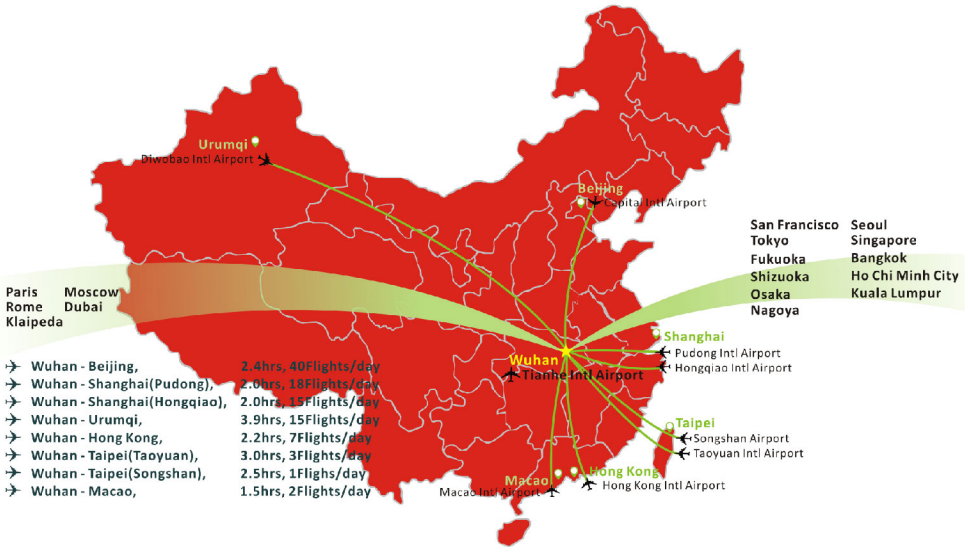 Urumqi
Diwobao Intl Airport
Beijing
Capital Intl Airport
San Francisco Seoul
Tokyo Singapore
Fukuoka Bangkok
Shizuoka Ho Chi Minh City
Osaka Kuala Lumpur
Nagoya
Paris Moscow
Rome Dubai
Klaipeda
Shanghai
Pudong Intl Airport
Hongqiao Intl Airport
Wuhan
Tianhe Intl Airport
Wuhan - Beijing, 2.4hrs, 40Flights/day
Wuhan - Shanghai(Pudong), 2.0hrs, 18Flights/day
Wuhan - Shanghai(Hongqiao), 2.0hrs, 15Flights/day
Wuhan - Urumqi, 3.9hrs, 15Flights/day
Wuhan - Hong Kong, 2.2hrs, 7Flights/day
Wuhan - Taipei(Taoyuan), 3.0hrs, 3Flights/day
Wuhan - Taipei(Songshan), 2.5hrs, 1Flighs/day
Wuhan - Macao, 1.5hrs, 2Flights/day
Taipei
Songshan Airport
Taoyuan Intl Airport
Hong Kong
Hong Kong Intl Airport
Macao
Macao Intl Airport